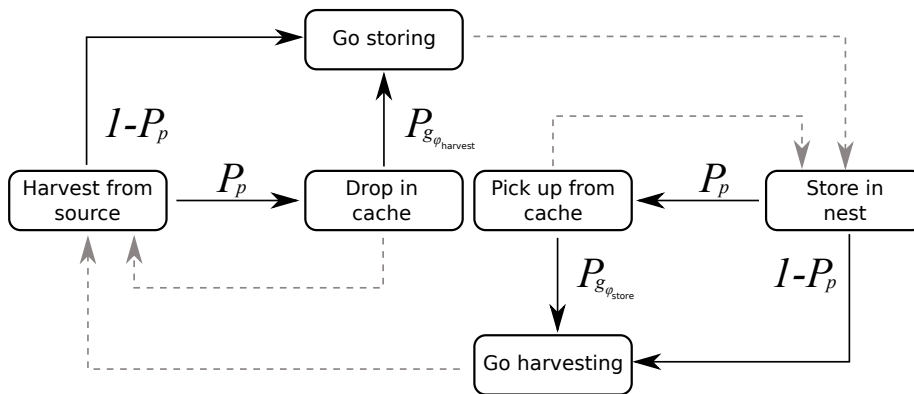 Go storing
1-Pp
Pgφharvest
Harvest from
source
Pp
Drop in
cache
Pick up from
cache
Pp
Store in
nest
Pgφstore
1-Pp
Go harvesting